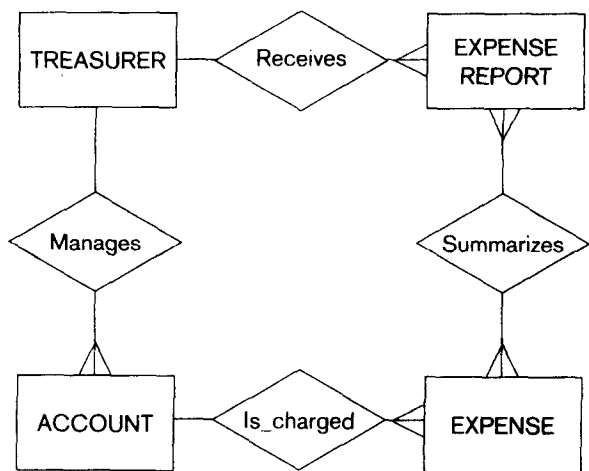 TREASURER
Receives
EXPENSE
REPORT
Manages
Summarizes
ACCOUNT
Is_charged
EXPENSE